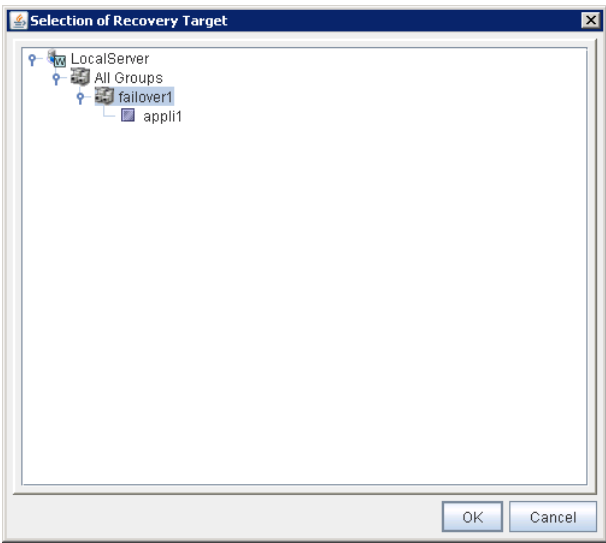 Selection of Recovery Target
LocalServer
All Groups
failover1
appli1
OK Cancel